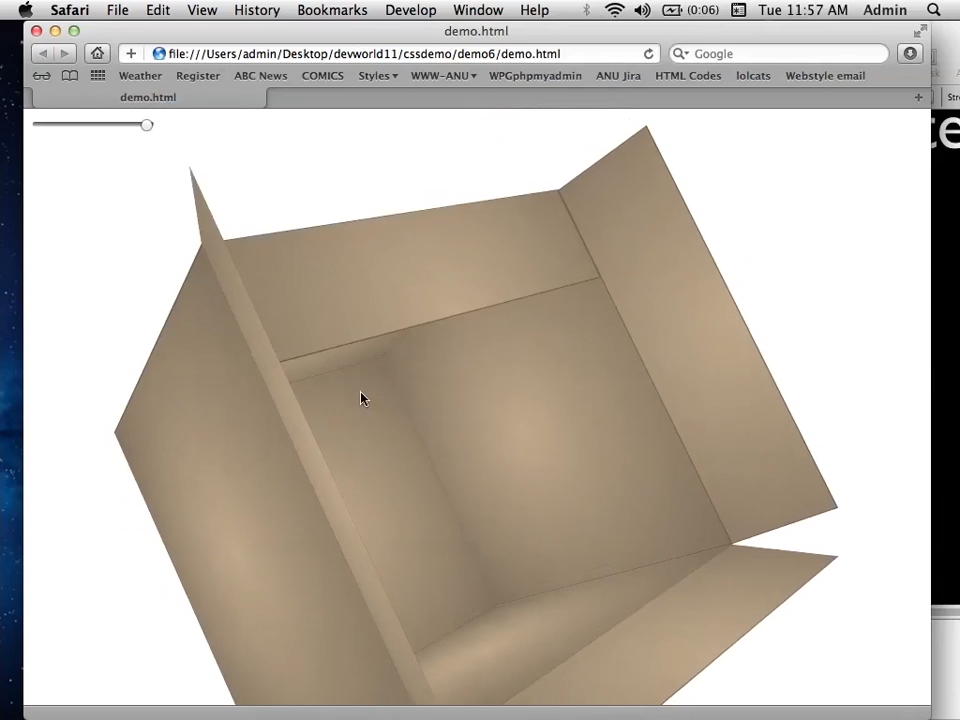 Safari File Edit View History Bookmarks Develop Window Help (0:06) Tue 11:57 AM Admin
demo.html
file:///Users/admin/Desktop/devworld11/cssdemo/demo6/demo.html Google
Weather Register ABC News COMICS Styles WWW-ANU WPGphpmyadmin ANU Jira HTML Codes lolcats Webstyle email
demo.html